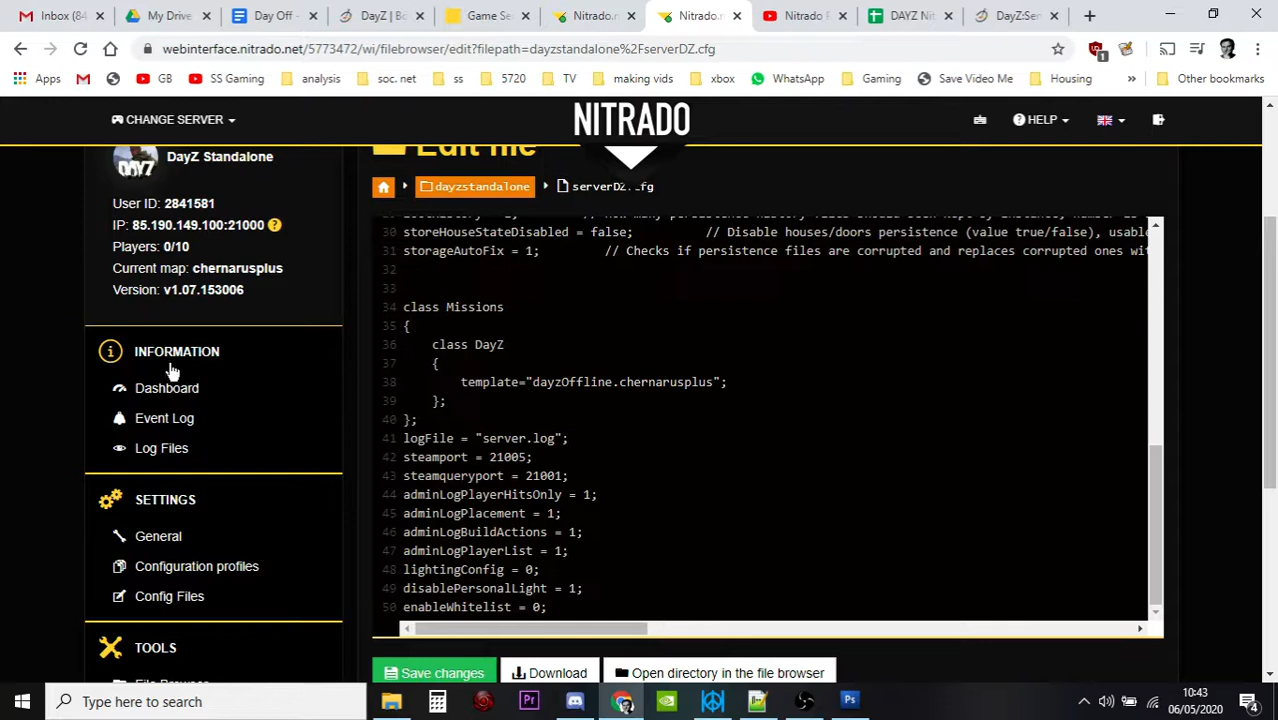 Inbox (84
My Drive
Day Off -
DayZ | Bo
Game Se
Nitrado.n
Nitrado.n
Nitrado F
DAYZ Nit
DayZ:Ser
webinterface.nitrado.net/5773472/wi/filebrowser/edit?filepath=dayzstandalone%2FserverDZ.cfg
Apps
GB
SS Gaming
analysis
soc. net
ss
5720
TV
making vids
xbox
WhatsApp
Gaming
Save Video Me
Housing
»
Other bookmarks
CHANGE SERVER
NITRADO
HELP
DayZ Standalone
DAYZ
User ID: 2841581
IP: 85.190.149.100:21000
Players: 0/10
Current map: chernarusplus
Version: v1.07.153006
INFORMATION
Dashboard
Event Log
Log Files
SETTINGS
General
Configuration profiles
Config Files
TOOLS
Edit file
dayzstandalone
serverDZ.cfg
30 storeHouseStateDisabled = false; // Disable houses/doors persistence (value true/false), usable
31 storageAutoFix = 1; // Checks if persistence files are corrupted and replaces corrupted ones wit
32
33
34 class Missions
35 {
36 class DayZ
37 {
38 template="dayzOffline.chernarusplus";
39 };
40 };
41 logFile = "server.log";
42 steamport = 21005;
43 steamqueryport = 21001;
44 adminLogPlayerHitsOnly = 1;
45 adminLogPlacement = 1;
46 adminLogBuildActions = 1;
47 adminLogPlayerList = 1;
48 lightingConfig = 0;
49 disablePersonalLight = 1;
50 enableWhitelist = 0;
Save changes
Download
Open directory in the file browser
Type here to search
Pr
Ps
10:43
06/05/2020
4